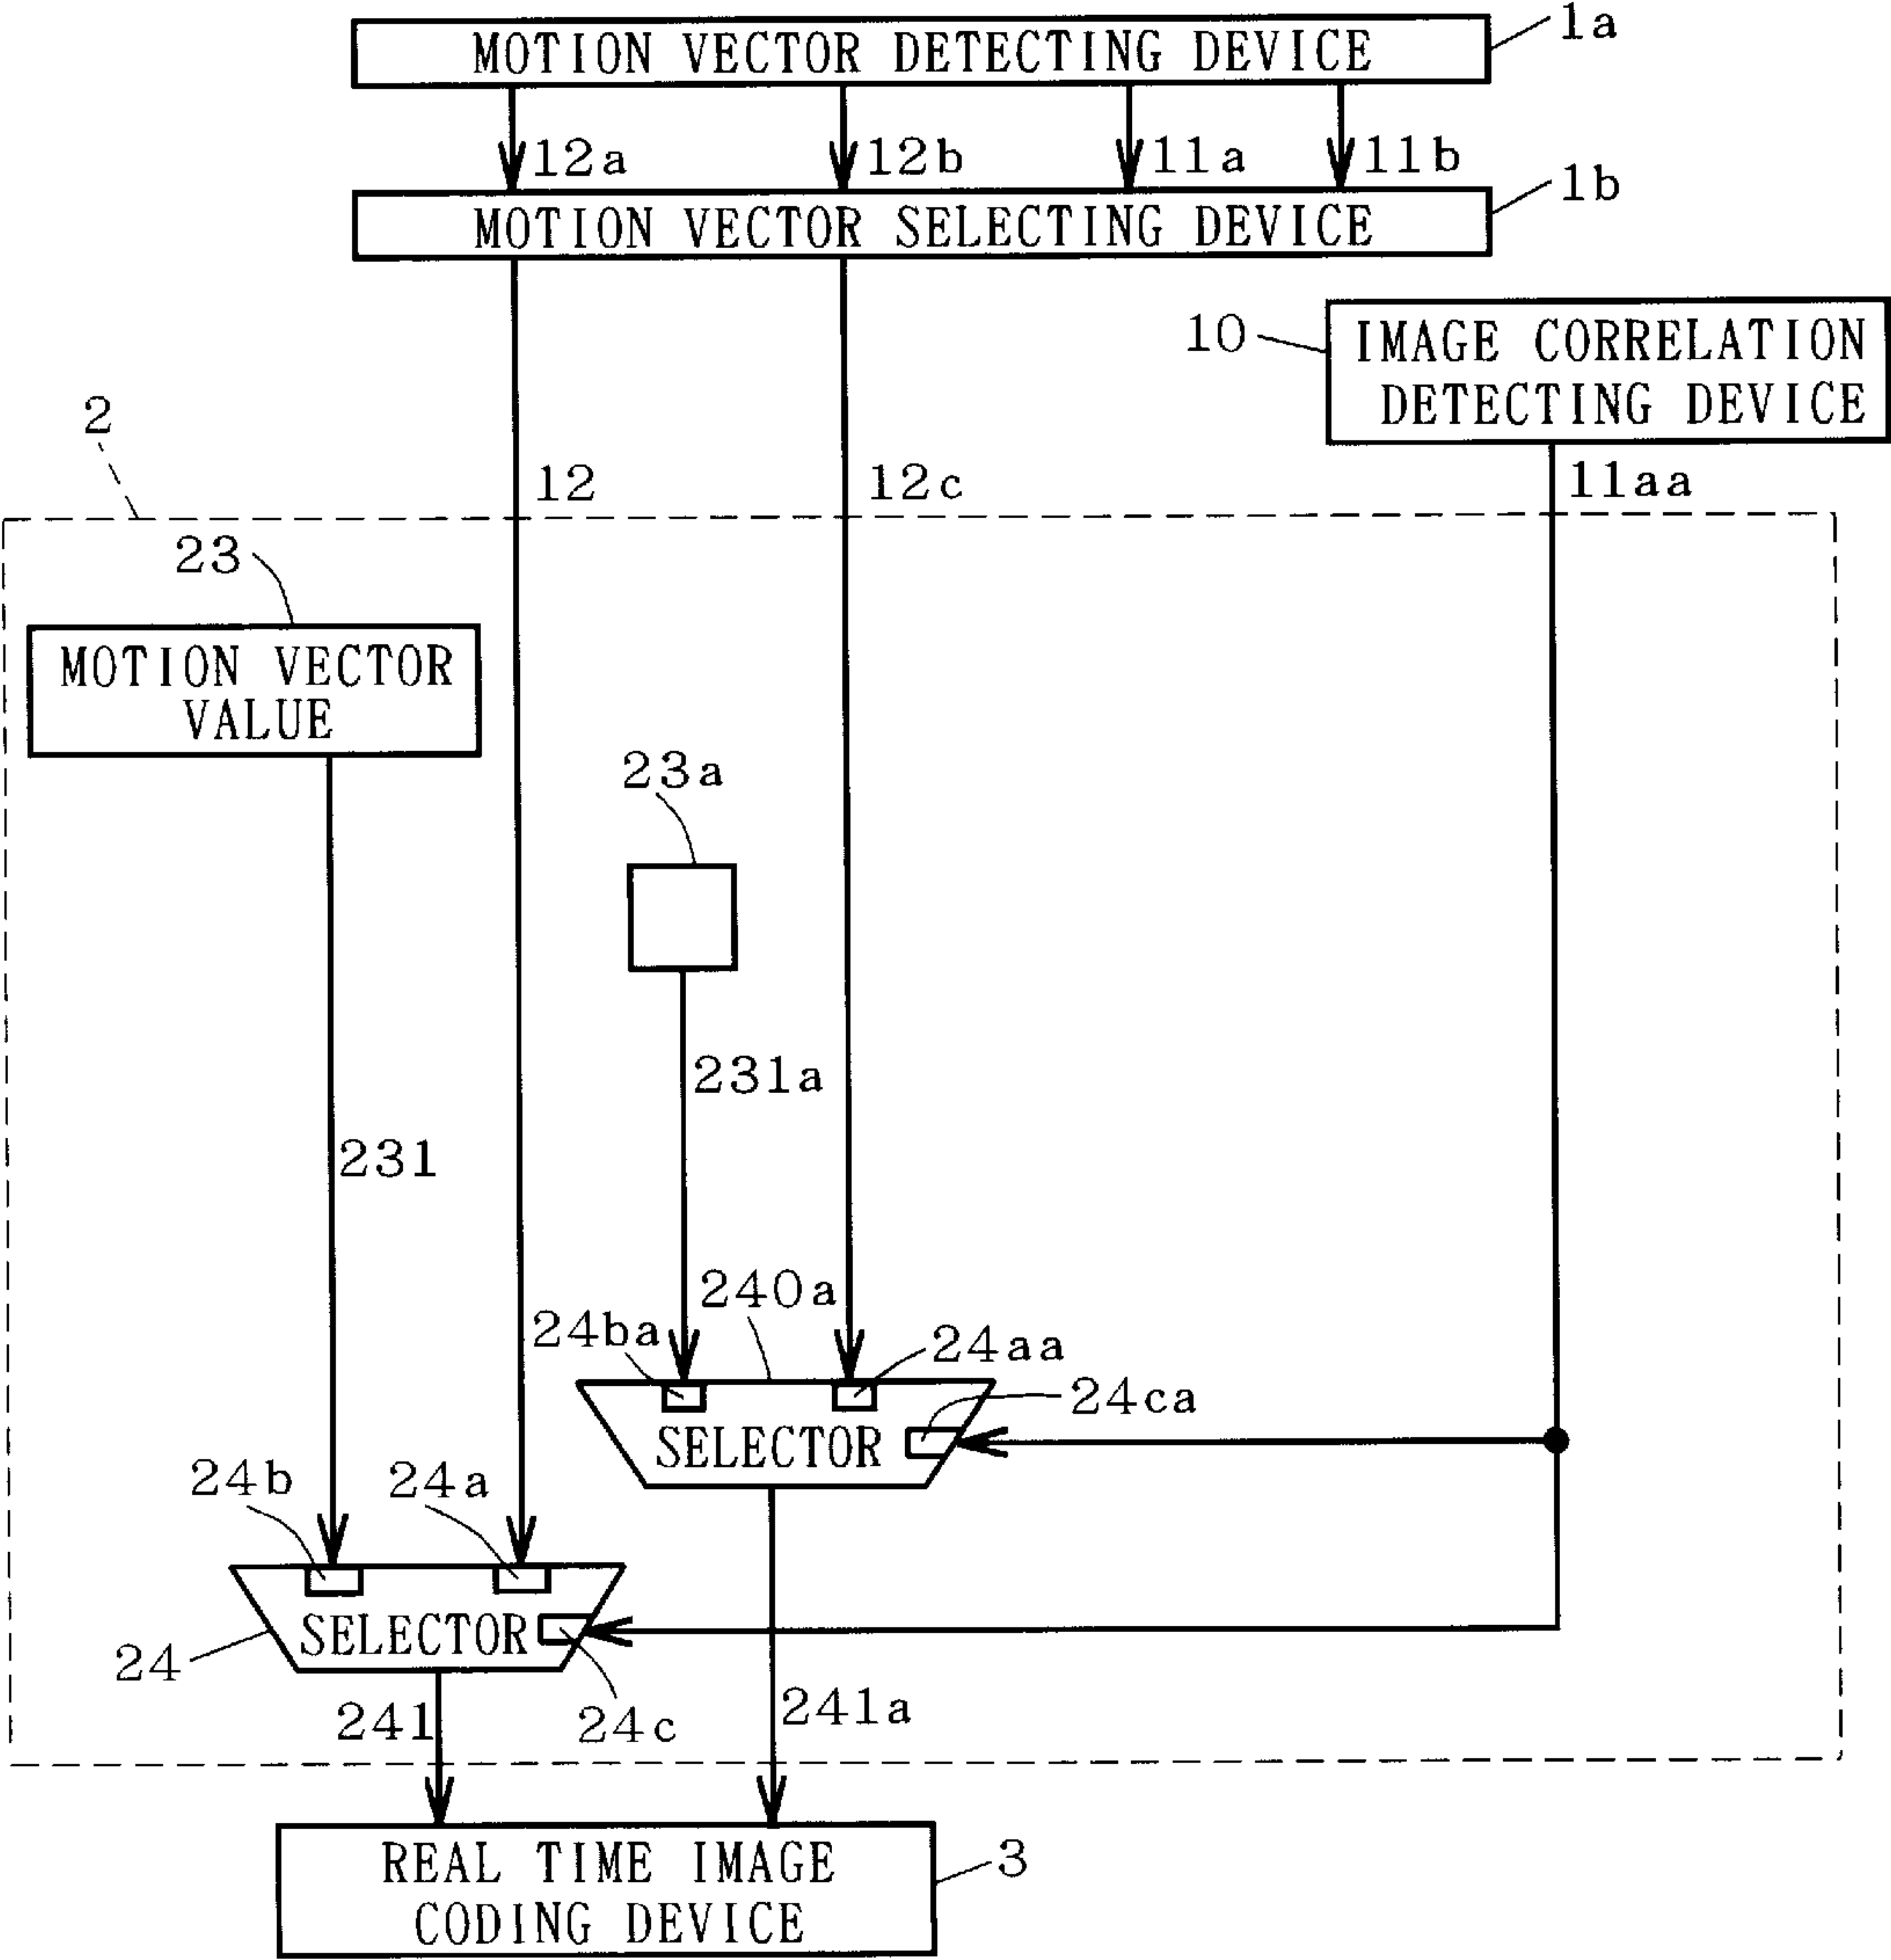 MOTION VECTOR DETECTING DEVICE
1a
12a
12b
11a
11b
MOTION VECTOR SELECTING DEVICE
1b
10
IMAGE CORRELATION
DETECTING DEVICE
2
12
12c
11aa
23
MOTION VECTOR
VALUE
23a
231a
231
240a
24ba
24aa
24ca
SELECTOR
24b
24a
SELECTOR
24
241
24c
241a
REAL TIME IMAGE
CODING DEVICE
3